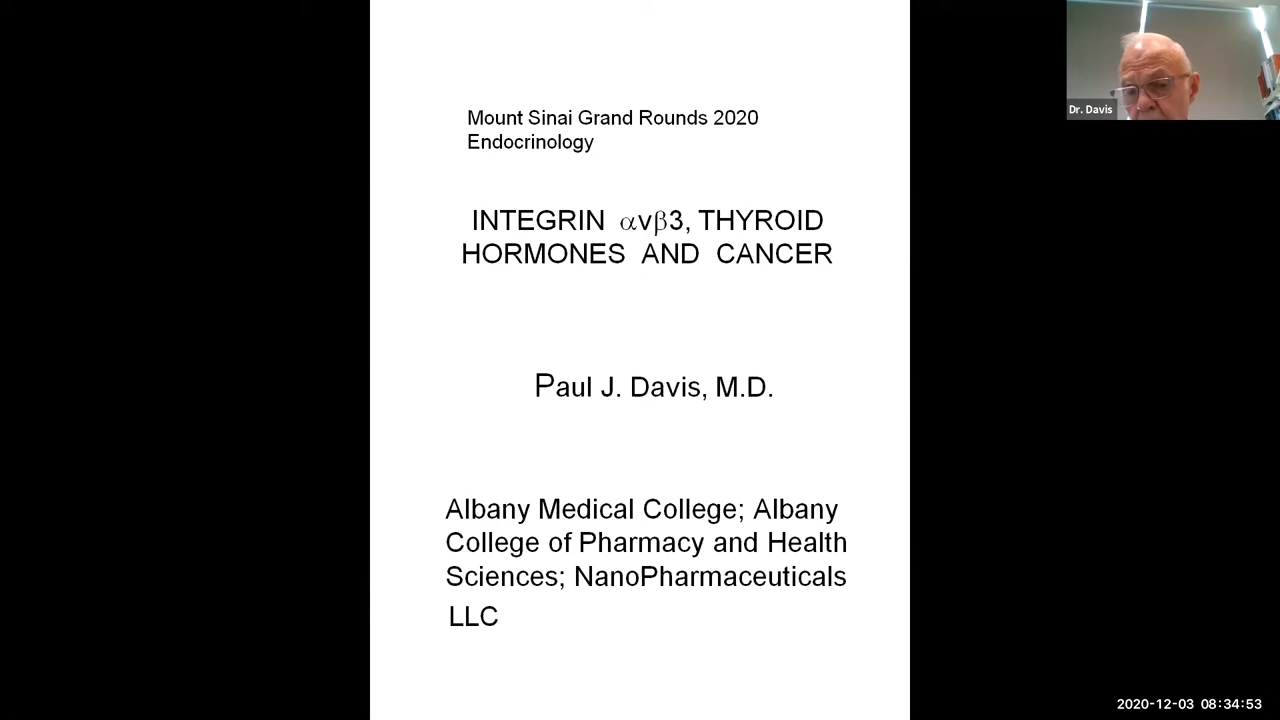 Mount Sinai Grand Rounds 2020
Endocrinology
INTEGRIN αvβ3, THYROID
HORMONES AND CANCER
Paul J. Davis, M.D.
Albany Medical College; Albany
College of Pharmacy and Health
Sciences; NanoPharmaceuticals
LLC
Dr. Davis
2020-12-03 08:34:53